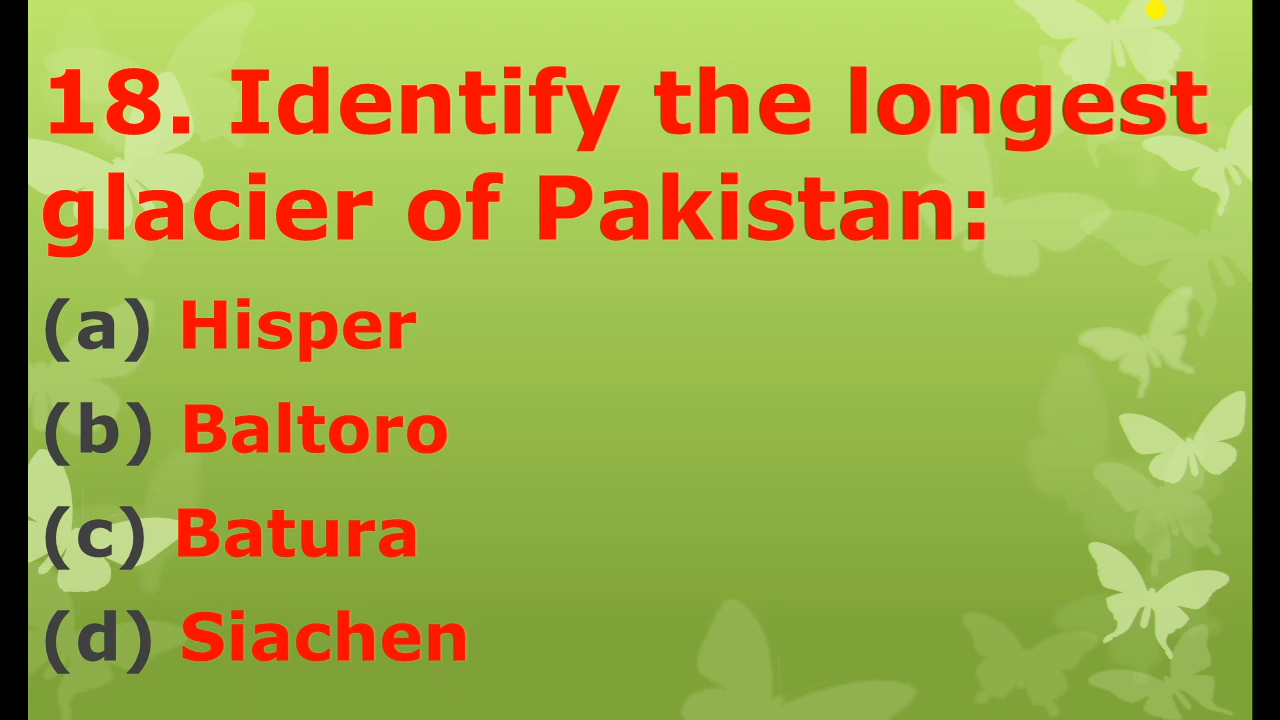 18. Identify the longest
glacier of Pakistan:
(a) Hisper
(b) Baltoro
(c) Batura
(d) Siachen